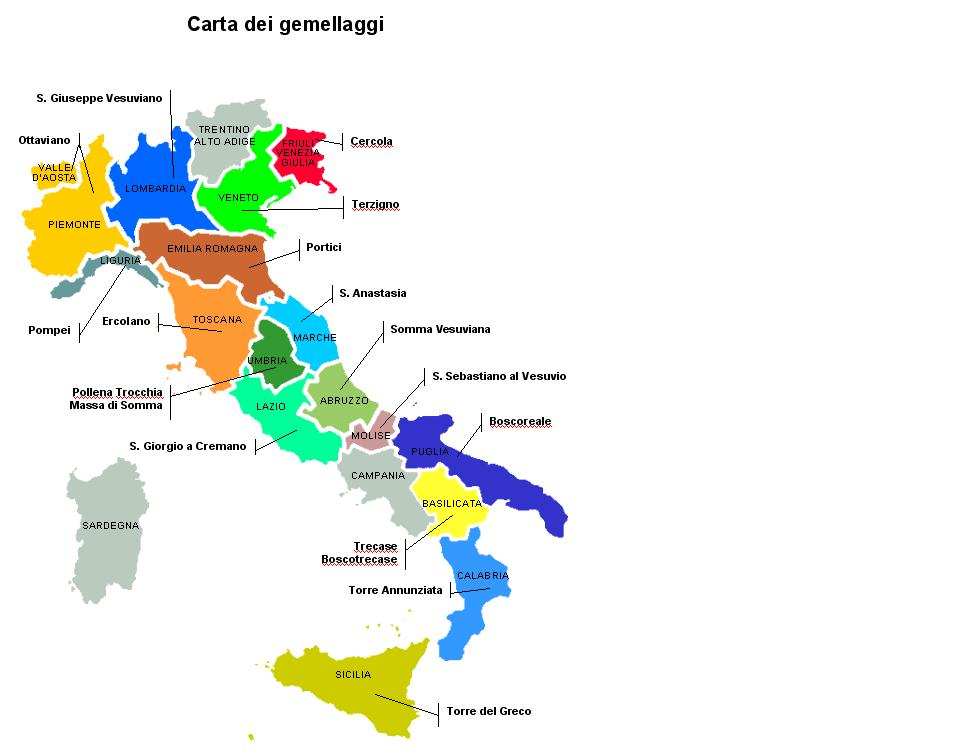 Carta dei gemellaggi
S. Giuseppe Vesuviano
TRENTINO
ALTO ADIGE
Ottaviano
FRIULI
VENEZIA
GIULIA
Cercola
VALLE
D'AOSTA
LOMBARDIA
VENETO
Terzigno
PIEMONTE
EMILIA ROMAGNA
Portici
LIGURIA
S. Anastasia
Ercolano
TOSCANA
Pompei
MARCHE
Somma Vesuviana
UMBRIA
S. Sebastiano al Vesuvio
Pollena Trocchia
Massa di Somma
LAZIO
ABRUZZO
Boscoreale
MOLISE
S. Giorgio a Cremano
PUGLIA
CAMPANIA
BASILICATA
SARDEGNA
Trecase
Boscotrecase
CALABRIA
Torre Annunziata
SICILIA
Torre del Greco